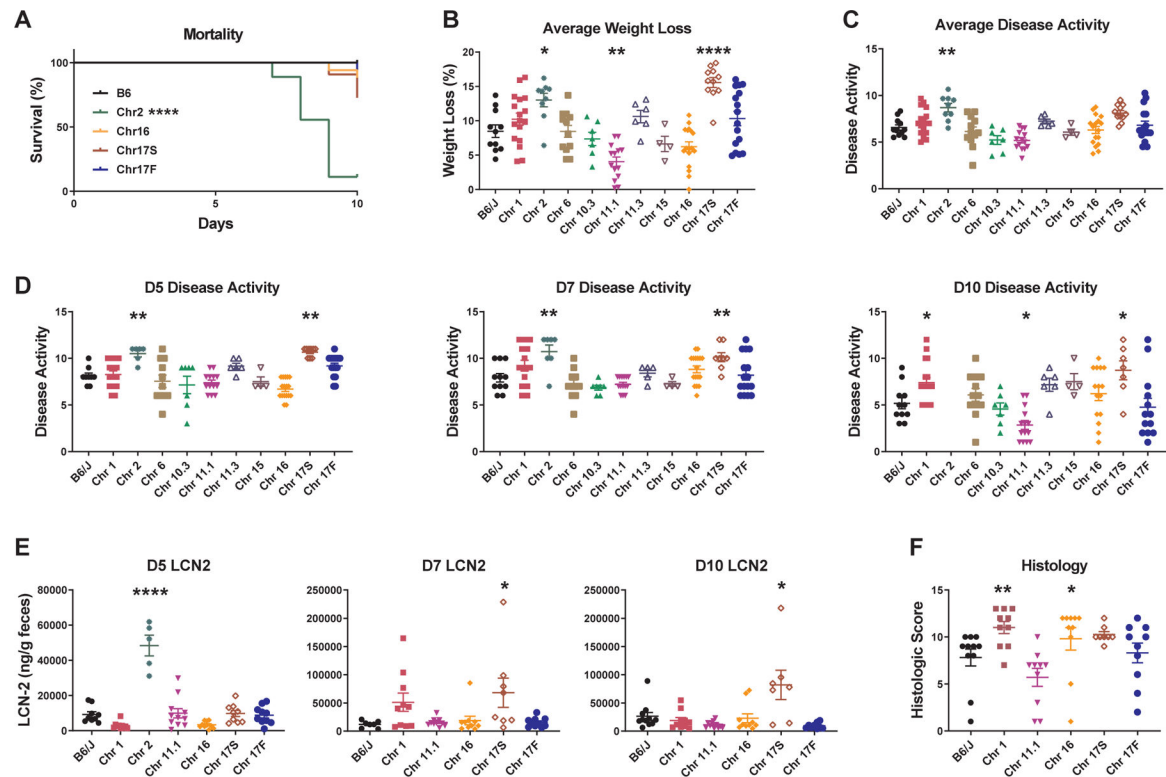 A
Mortality
Survival (%)
100
50
0
0
5
10
Days
B6
Chr2 ****
Chr16
Chr17S
Chr17F
B
Average Weight Loss
Weight Loss (%)
20
15
10
5
0
*
**
****
B6/J
Chr 1
Chr 2
Chr 6
Chr 10.3
Chr 11.1
Chr 11.3
Chr 15
Chr 16
Chr 17S
Chr 17F
C
Average Disease Activity
Disease Activity
15
10
5
0
**
B6/J
Chr 1
Chr 2
Chr 6
Chr 10.3
Chr 11.1
Chr 11.3
Chr 15
Chr 16
Chr 17S
Chr 17F
D
D5 Disease Activity
Disease Activity
15
10
5
0
**
**
B6/J
Chr 1
Chr 2
Chr 6
Chr 10.3
Chr 11.1
Chr 11.3
Chr 15
Chr 16
Chr 17S
Chr 17F
D7 Disease Activity
Disease Activity
15
10
5
0
**
**
B6/J
Chr 1
Chr 2
Chr 6
Chr 10.3
Chr 11.1
Chr 11.3
Chr 15
Chr 16
Chr 17S
Chr 17F
D10 Disease Activity
Disease Activity
15
10
5
0
*
*
*
B6/J
Chr 1
Chr 2
Chr 6
Chr 10.3
Chr 11.1
Chr 11.3
Chr 15
Chr 16
Chr 17S
Chr 17F
E
D5 LCN2
LCN-2 (ng/g feces)
80000
60000
40000
20000
0
****
B6/J
Chr 1
Chr 2
Chr 11.1
Chr 16
Chr 17S
Chr 17F
D7 LCN2
250000
200000
150000
100000
50000
0
*
B6/J
Chr 1
Chr 11.1
Chr 16
Chr 17S
Chr 17F
D10 LCN2
250000
200000
150000
100000
50000
0
*
B6/J
Chr 1
Chr 11.1
Chr 16
Chr 17S
Chr 17F
F
Histology
Histologic Score
15
10
5
0
**
*
B6/J
Chr 1
Chr 11.1
Chr 16
Chr 17S
Chr 17F